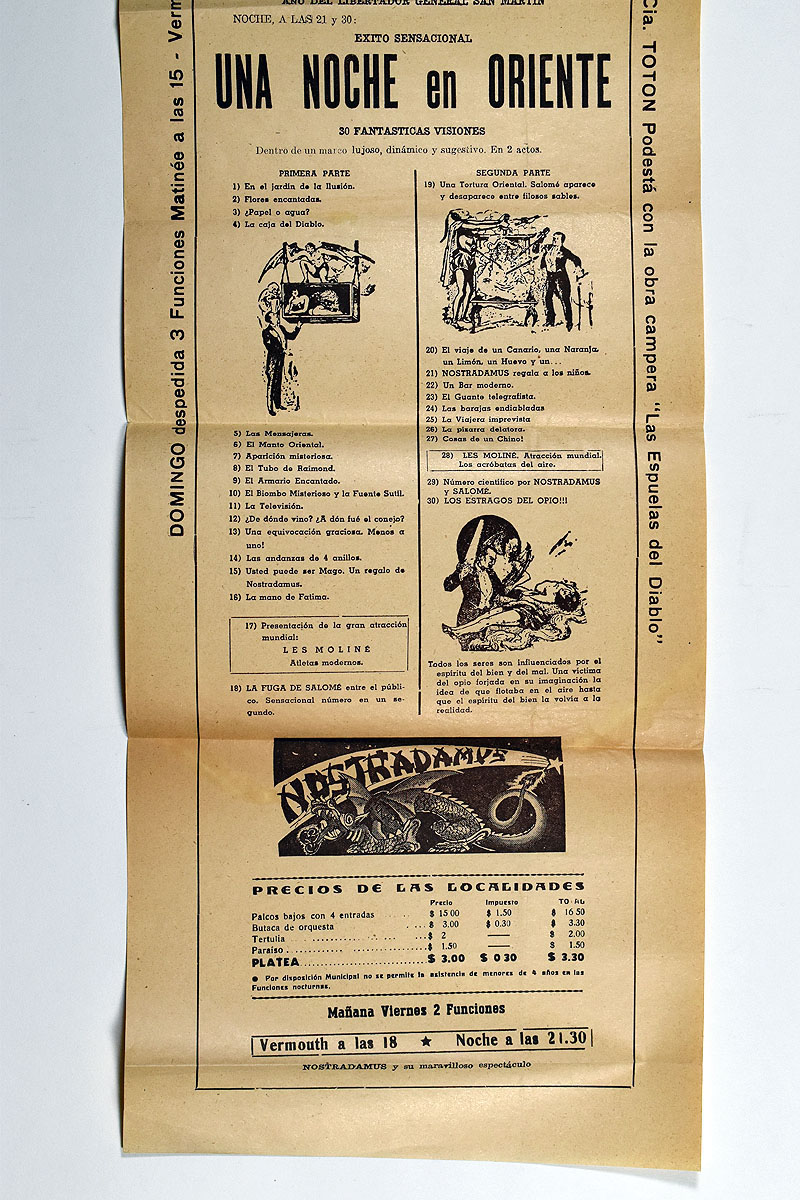 AÑO DEL LIBERTADOR GENERAL SAN MARTIN
NOCHE, A LAS 21 y 30:
EXITO SENSACIONAL
UNA NOCHE en ORIENTE
30 FANTASTICAS VISIONES
Dentro de un marco lujoso, dinámico y sugestivo. En 2 actos.
PRIMERA PARTE
1) En el jardín de la Ilusión.
2) Flores encantadas.
3) ¿Papel o agua?
4) La caja del Diablo.
5) Las Mensajeras.
6) El Manto Oriental.
7) Aparición misteriosa.
8) El Tubo de Raimond.
9) El Armario Encantado.
10) El Biombo Misterioso y la Fuente Sutil.
11) La Televisión.
12) ¿De dónde vino? ¿A dón fué el conejo?
13) Una equivocación graciosa. Menos a
uno!
14) Las andanzas de 4 anillos.
15) Usted puede ser Mago. Un regalo de
Nostradamus.
16) La mano de Fatima.
17) Presentación de la gran atracción
mundial:
LES MOLINÉ
Atletas modernos.
18) LA FUGA DE SALOMÉ entre el públi-
co. Sensacional número en un se-
gundo.
SEGUNDA PARTE
19) Una Tortura Oriental. Salomé aparece
y desaparece entre filosos sables.
20) El viaje de un Canario, una Naranja,
un Limón, un Huevo y un...
21) NOSTRADAMUS regala a los niños.
22) Un Bar moderno.
23) El Guante telegrafista.
24) Las barajas endiabladas
25) La Viajera imprevista
26) La pizarra delatora.
27) Cosas de un Chino!
28) LES MOLINÉ. Atracción mundial.
Los acróbatas del aire.
29) Número científico por NOSTRADAMUS
y SALOMÉ.
30) LOS ESTRAGOS DEL OPIO!!!
Todos los seres son influenciados por el
espíritu del bien y del mal. Una víctima
del opio forjada en su imaginación la
idea de que flotaba en el aire hasta
que el espíritu del bien la volvía a la
realidad.
NOSTRADAMUS
PRECIOS DE LAS LOCALIDADES
Precio Impuesto TOTAL
Palcos bajos con 4 entradas $ 15 00 $ 1.50 $ 16 50
Butaca de orquesta $ 3.00 $ 0.30 $ 3.30
Tertulia $ 2 —— $ 2.00
Paraíso $ 1.50 $ 1.50
PLATEA $ 3.00 $ 0 30 $ 3.30
● Por disposición Municipal no se permite la asistencia de menores de 4 años en las
Funciones nocturnas.
Mañana Viernes 2 Funciones
Vermouth a las 18 ★ Noche a las 21.30
NOSTRADAMUS y su maravilloso espectáculo
DOMINGO despedida 3 Funciones Matinée a las 15 - Verm
Cia. TOTON Podestá con la obra campera "Las Espuelas del Diablo"